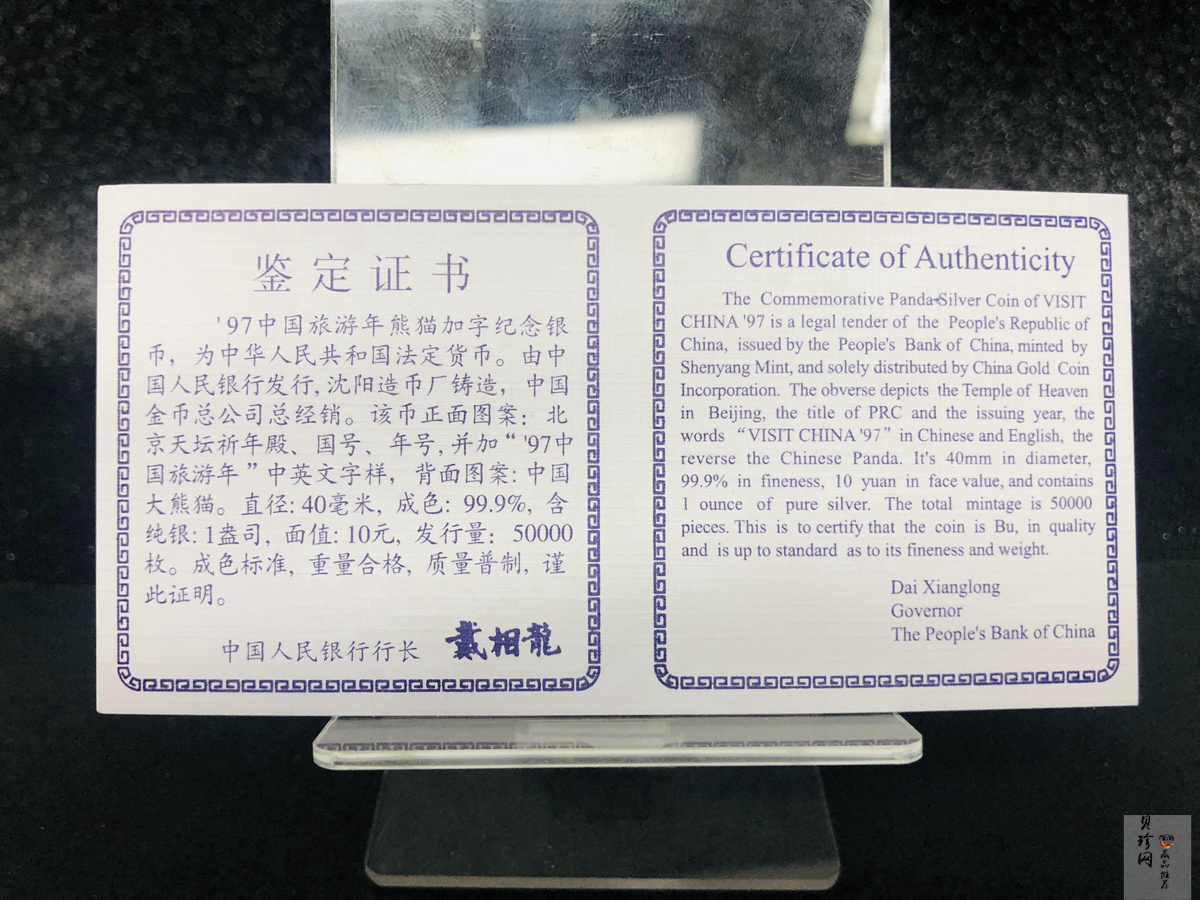 鉴定证书
'97中国旅游年熊猫加字纪念银
币，为中华人民共和国法定货币。由中
国人民银行发行, 沈阳造币厂铸造，中国
金币总公司总经销。该币正面图案：北
京天坛祈年殿、国号、年号, 并加“'97中
国旅游年”中英文字样，背面图案: 中国
大熊猫。直径: 40毫米，成色: 99.9%，含
纯银: 1盎司，面值: 10元，发行量： 50000
枚。成色标准, 重量合格, 质量普制, 谨
此证明。
中国人民银行行长 戴相龍
Certificate of Authenticity
The Commemorative Panda-Silver Coin of VISIT
CHINA '97 is a legal tender of the People's Republic of
China, issued by the People's Bank of China, minted by
Shenyang Mint, and solely distributed by China Gold Coin
Incorporation. The obverse depicts the Temple of Heaven
in Beijing, the title of PRC and the issuing year, the
words “VISIT CHINA '97” in Chinese and English, the
reverse the Chinese Panda. It's 40mm in diameter,
99.9% in fineness, 10 yuan in face value, and contains
1 ounce of pure silver. The total mintage is 50000
pieces. This is to certify that the coin is Bu, in quality
and is up to standard as to its fineness and weight.
Dai Xianglong
Governor
The People's Bank of China
贝珍网
藏品推荐